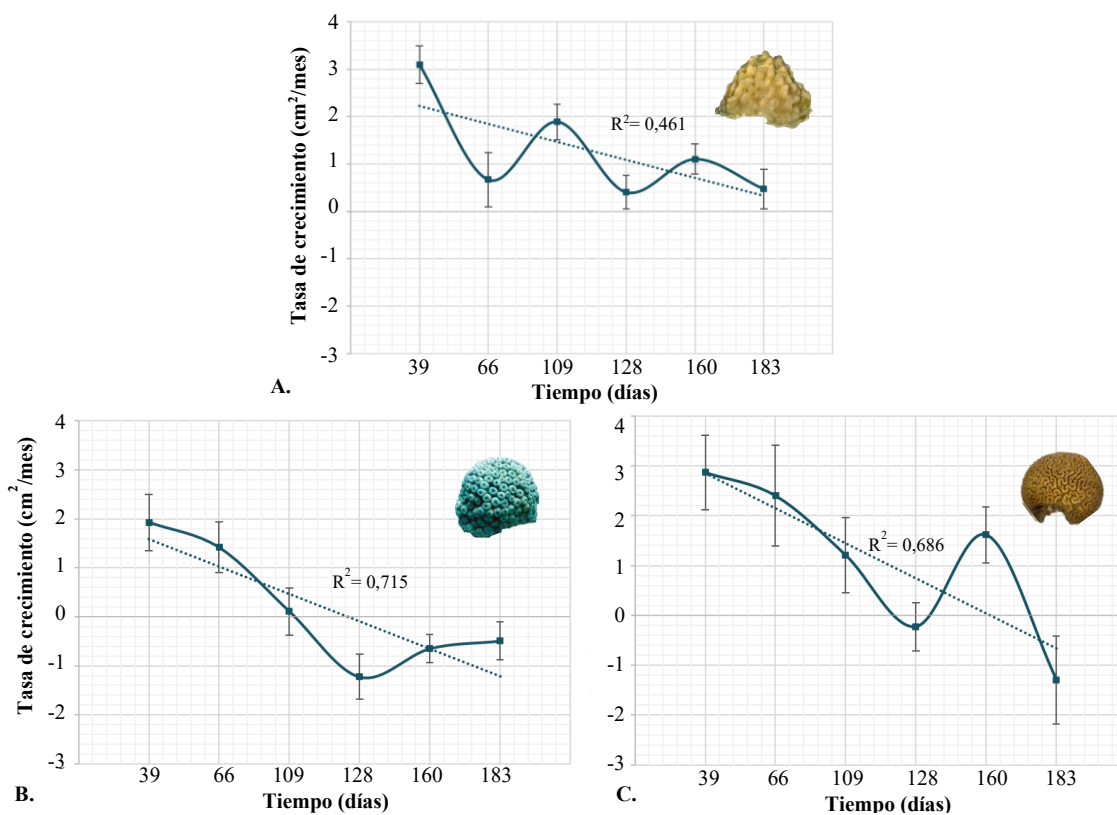 Tasa de crecimiento (cm²/mes)
4
3
2
1
0
-1
-2
-3
R²= 0,461
39 66 109 128 160 183
Tiempo (días)
A.
Tasa de crecimiento (cm²/mes)
4
3
2
1
0
-1
-2
-3
R²= 0,715
39 66 109 128 160 183
Tiempo (días)
B.
4
3
2
1
0
-1
-2
-3
R²= 0,686
39 66 109 128 160 183
Tiempo (días)
C.